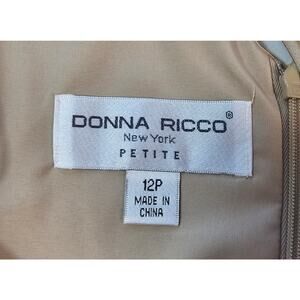 DONNA RICCO®
New York
PETITE
12P
MADE IN
CHINA